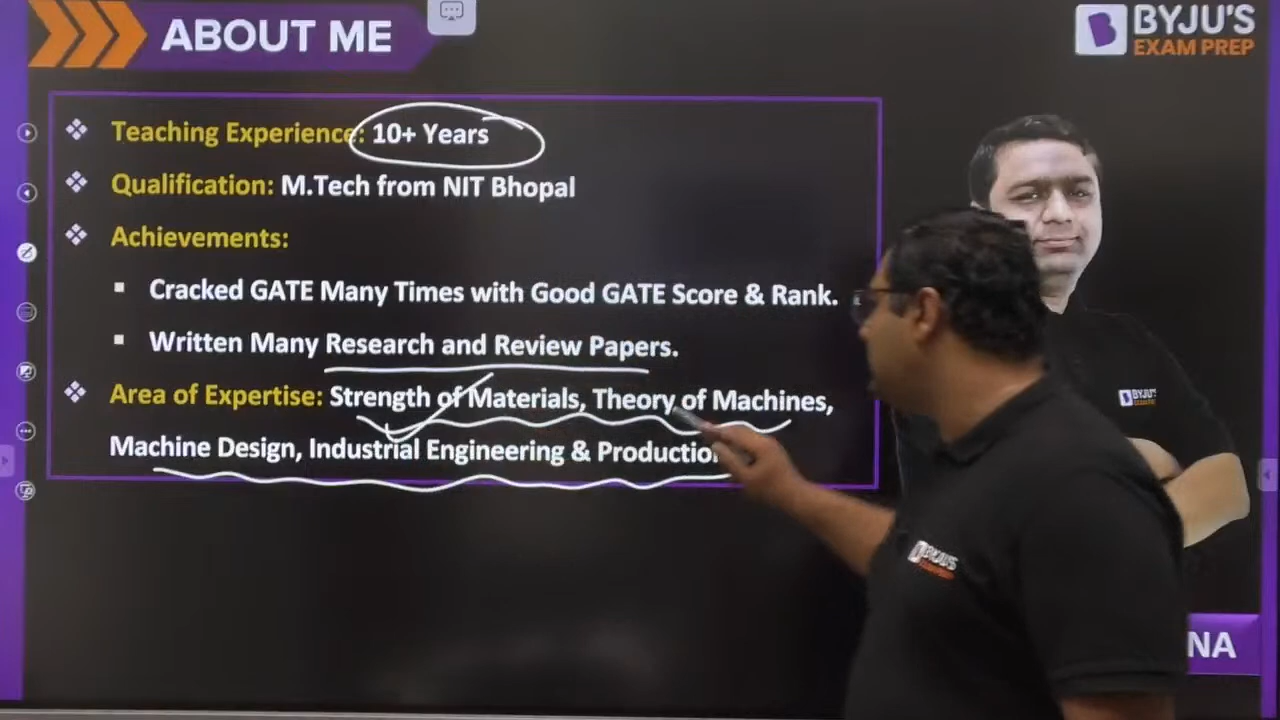 ABOUT ME
BYJU'S
EXAM PREP
Teaching Experience: 10+ Years
Qualification: M.Tech from NIT Bhopal
Achievements:
Cracked GATE Many Times with Good GATE Score & Rank.
Written Many Research and Review Papers.
Area of Expertise: Strength of Materials, Theory of Machines,
Machine Design, Industrial Engineering & Productio
BYJU'S
BYJU'S
NA